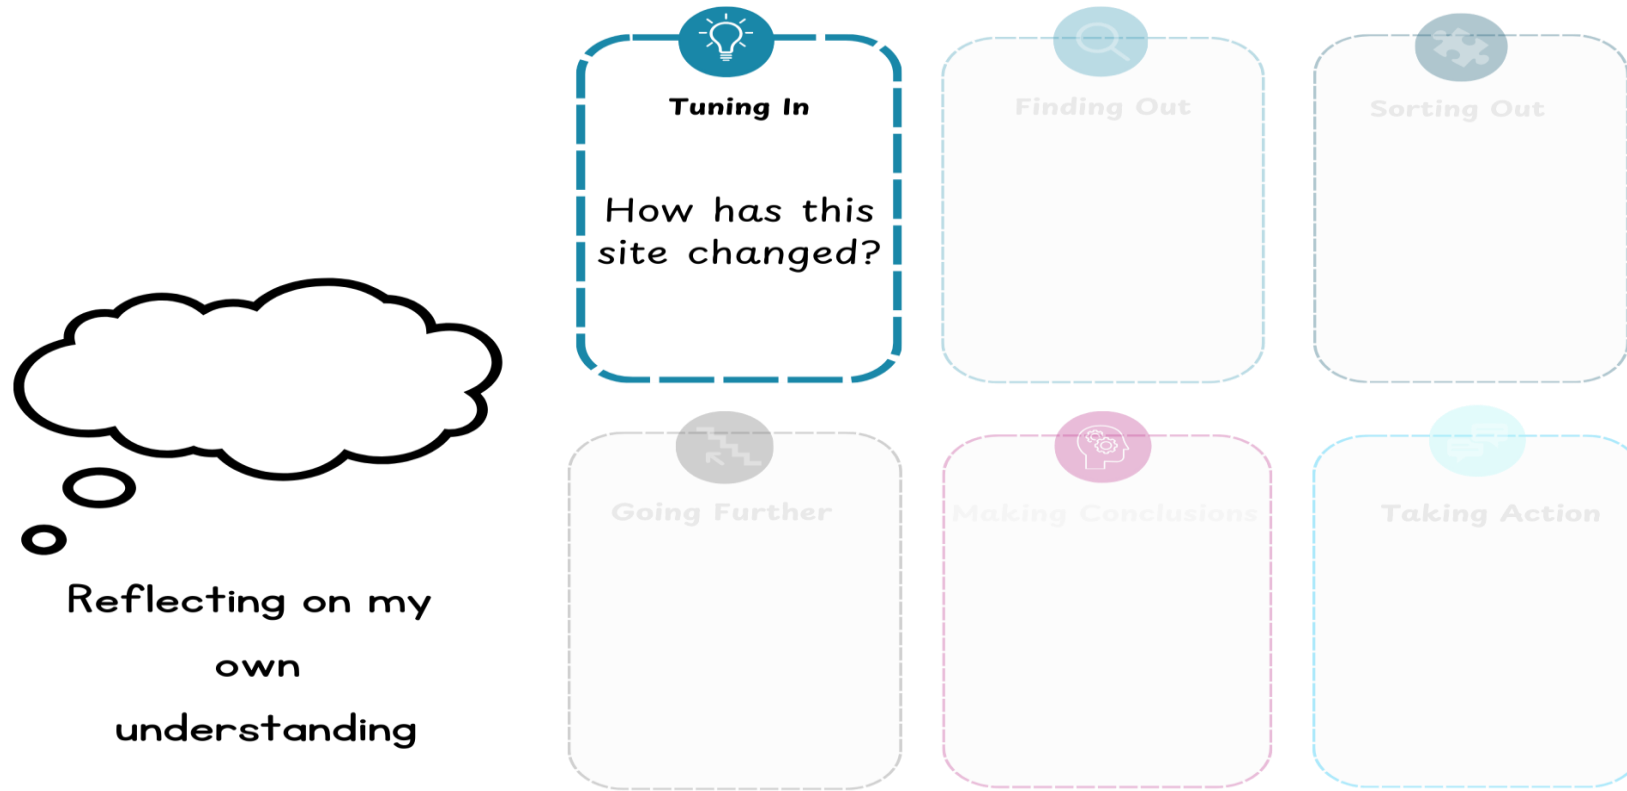 Tuning In
How has this
site changed?
Finding Out
Sorting Out
Reflecting on my
own
understanding
Going Further
Making Conclusions
Taking Action